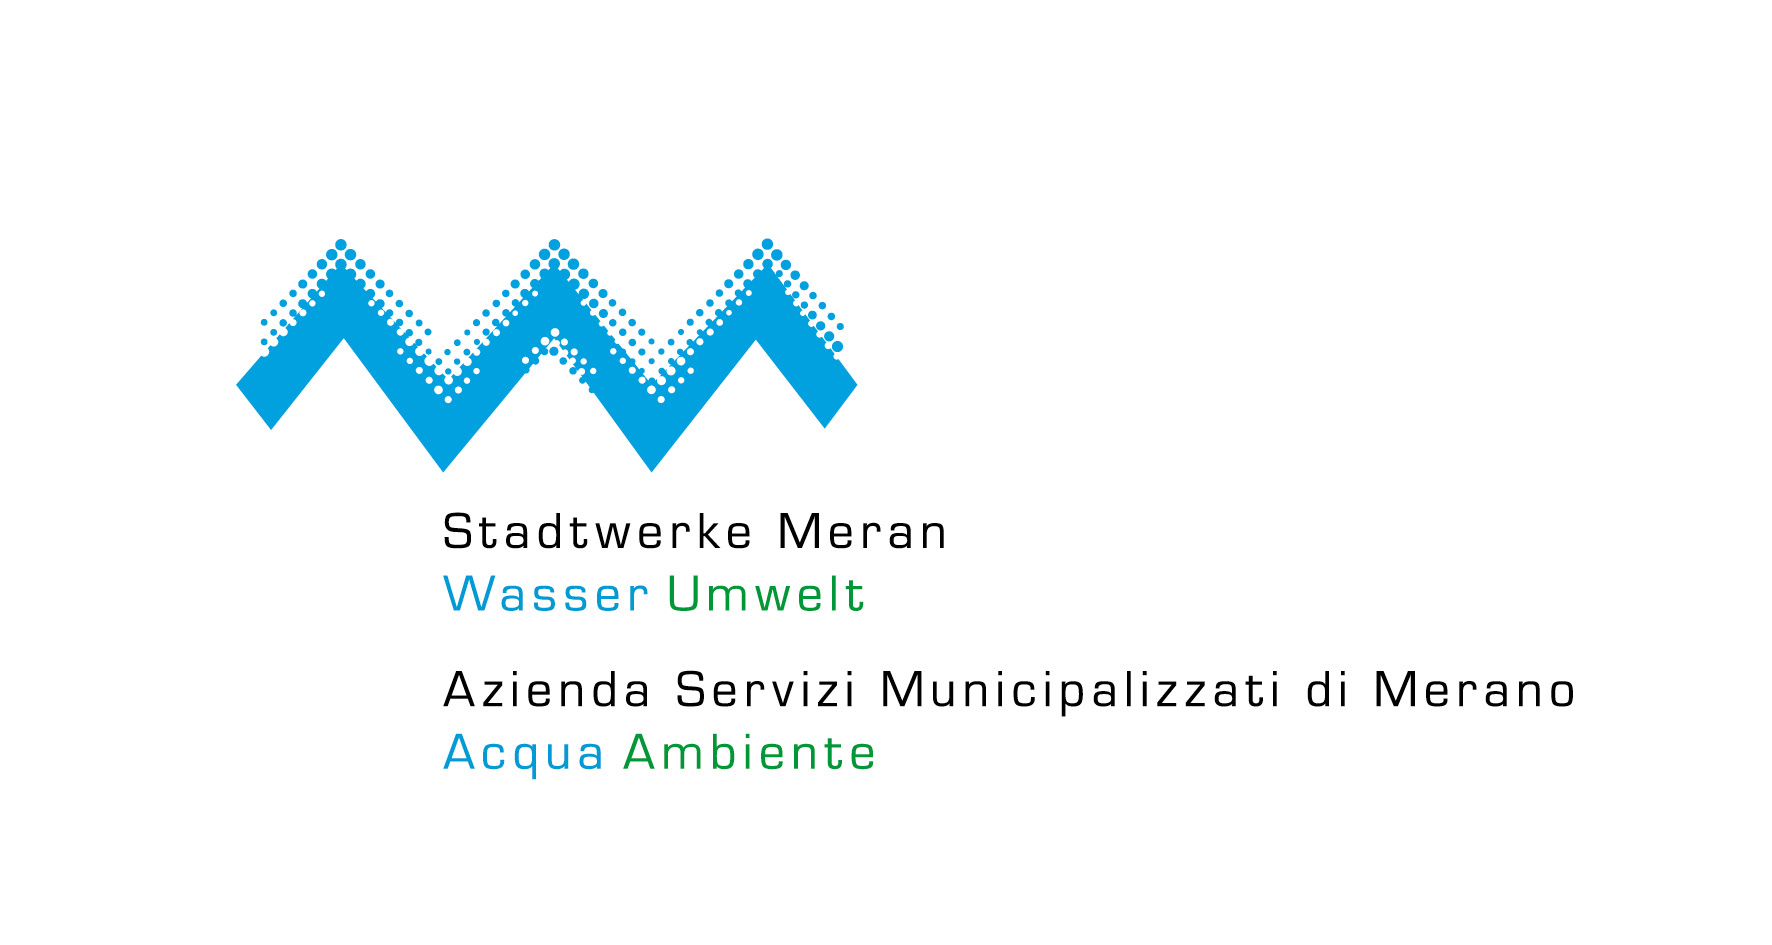 Stadtwerke Meran
Wasser Umwelt
Azienda Servizi Municipalizzati di Merano
Acqua Ambiente